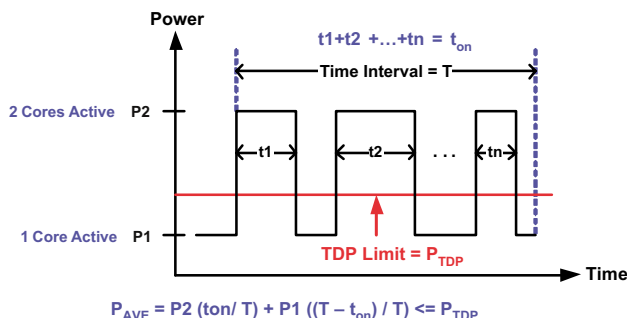 Power
t1+t2 +...+tn = ton
Time Interval = T
2 Cores Active P2
t1 t2 . . . tn
1 Core Active P1
TDP Limit = PTDP
Time
PAVE = P2 (ton/ T) + P1 ((T – ton) / T) <= PTDP